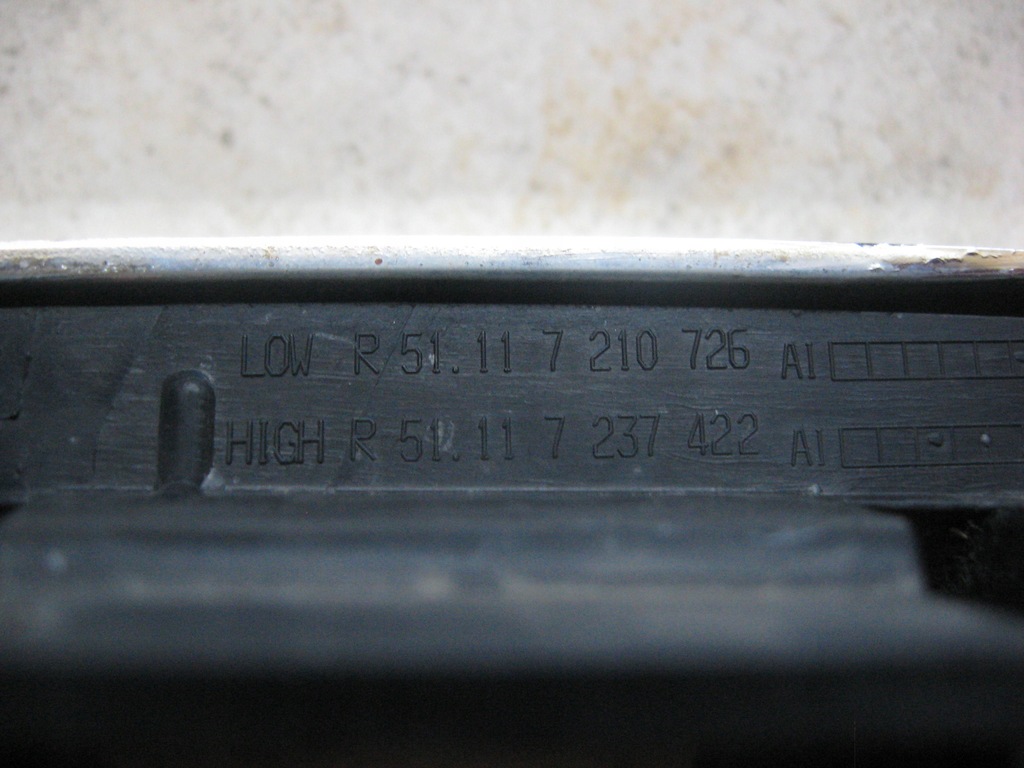 LOW R 51.11 7 210 726 AI
HIGH R 51.11 7 237 422 AI